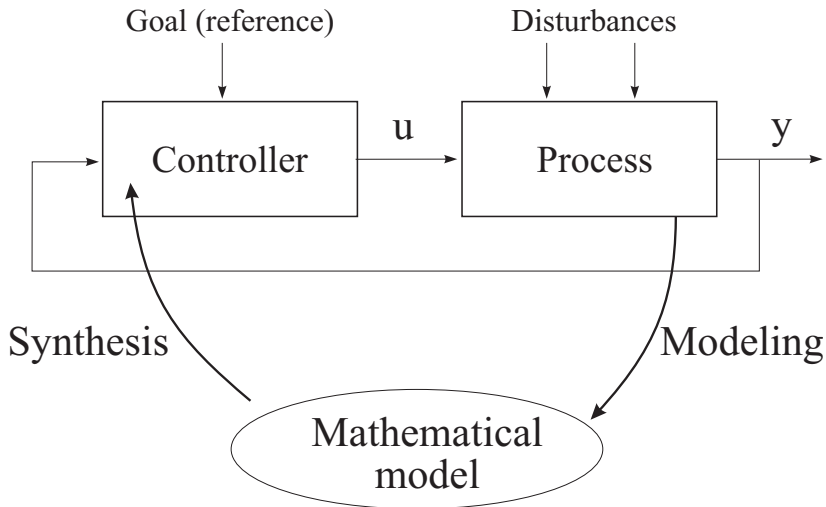 Goal (reference)
Disturbances
Controller
u
Process
y
Synthesis
Modeling
Mathematical
model